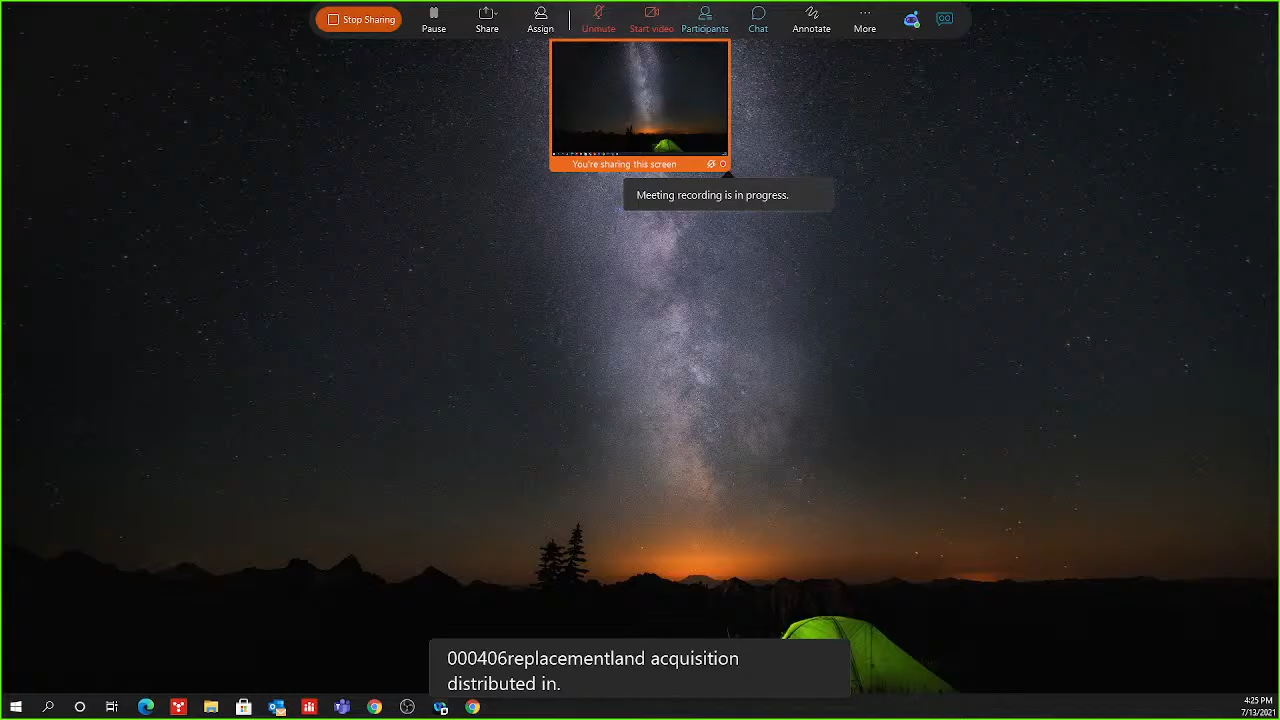 Stop Sharing
Pause
Share
Assign
Unmute
Start video
Participants
Chat
Annotate
More
You're sharing this screen
Meeting recording is in progress.
000406replacementland acquisition
distributed in.
4:25 PM
7/13/2021